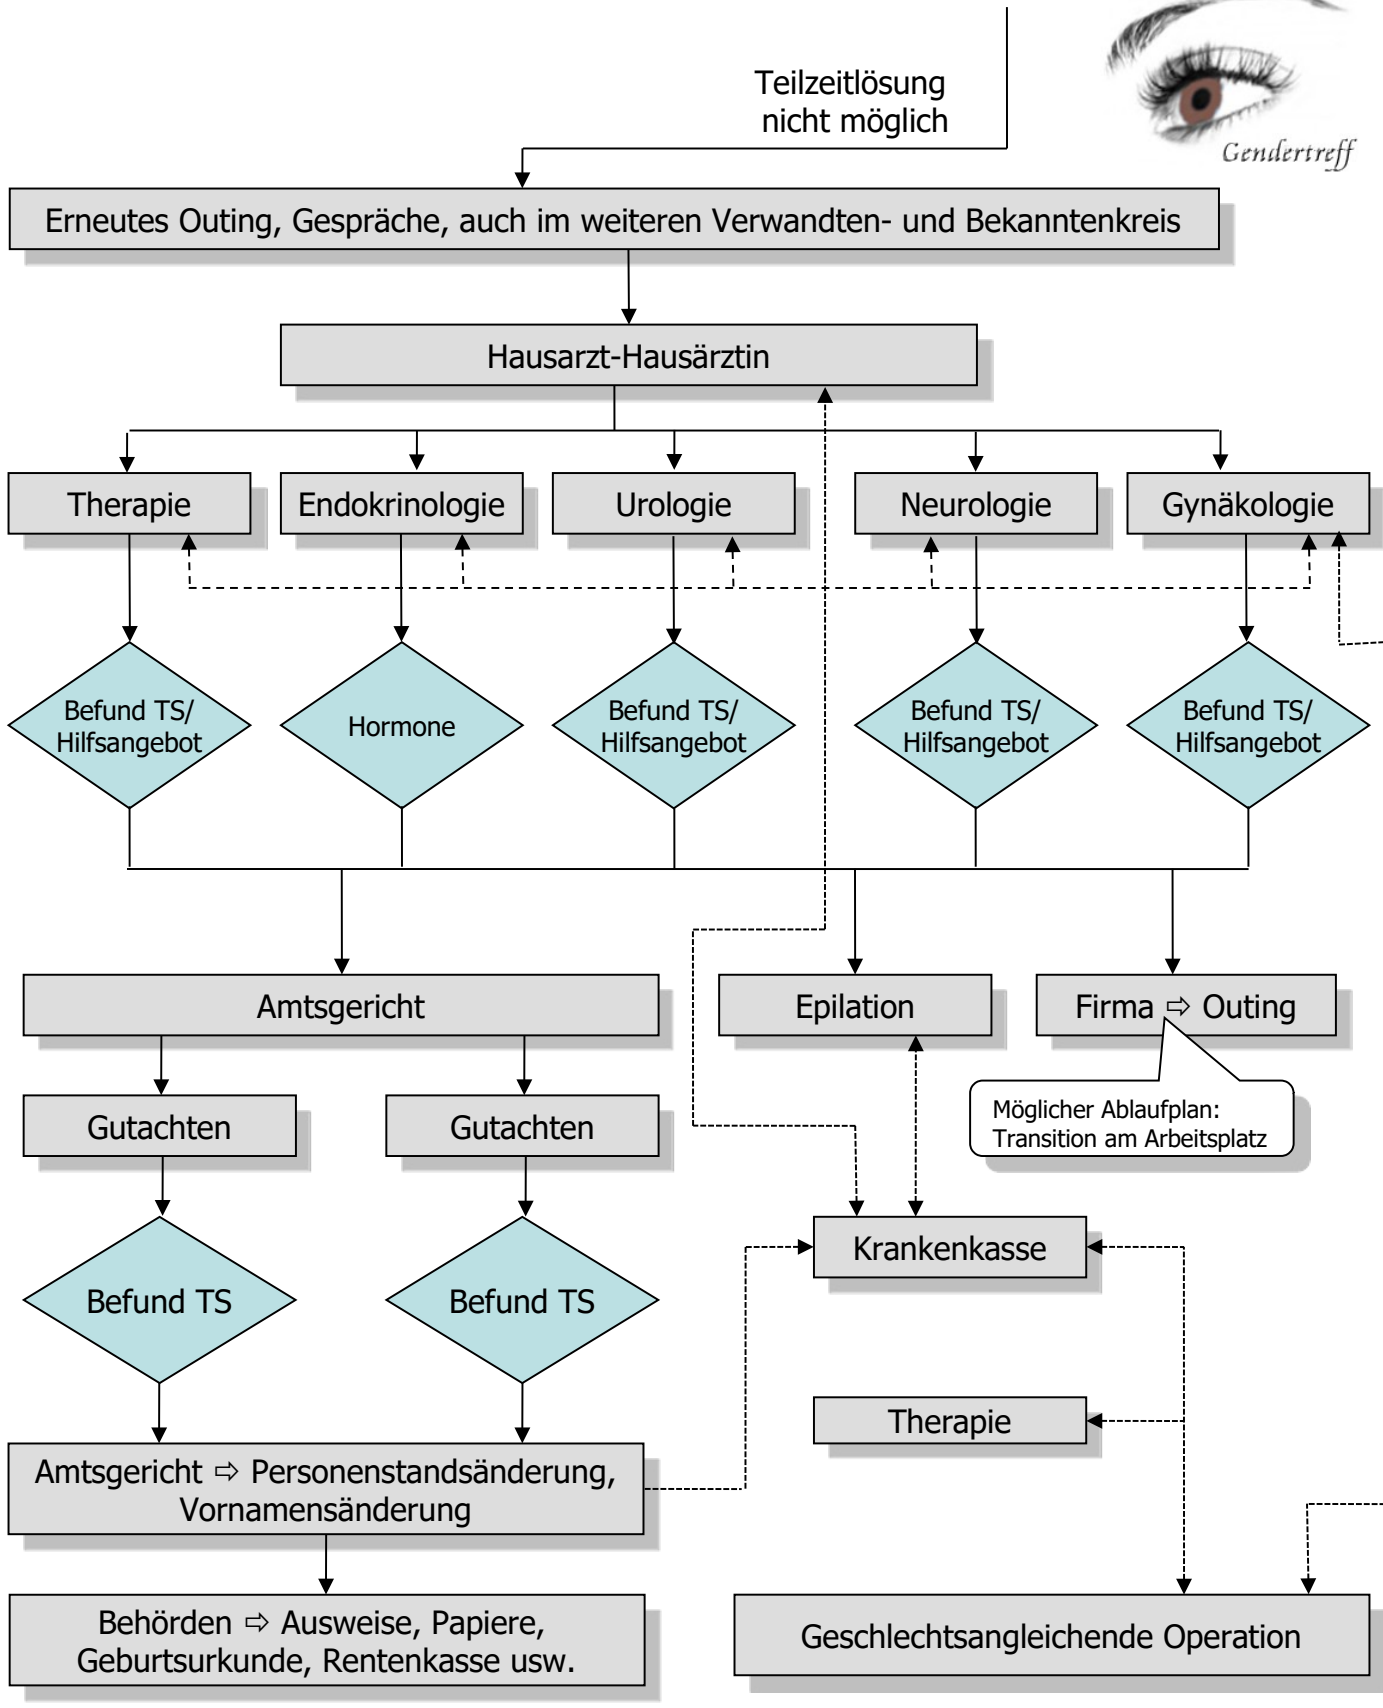 Teilzeitlösung
nicht möglich
Gendertreff
Erneutes Outing, Gespräche, auch im weiteren Verwandten- und Bekanntenkreis
Hausarzt-Hausärztin
Therapie
Endokrinologie
Urologie
Neurologie
Gynäkologie
Befund TS/
Hilfsangebot
Hormone
Befund TS/
Hilfsangebot
Befund TS/
Hilfsangebot
Befund TS/
Hilfsangebot
Amtsgericht
Epilation
Firma ⇨ Outing
Möglicher Ablaufplan:
Transition am Arbeitsplatz
Gutachten
Gutachten
Krankenkasse
Befund TS
Befund TS
Therapie
Amtsgericht ⇨ Personenstandsänderung,
Vornamensänderung
Behörden ⇨ Ausweise, Papiere,
Geburtsurkunde, Rentenkasse usw.
Geschlechtsangleichende Operation